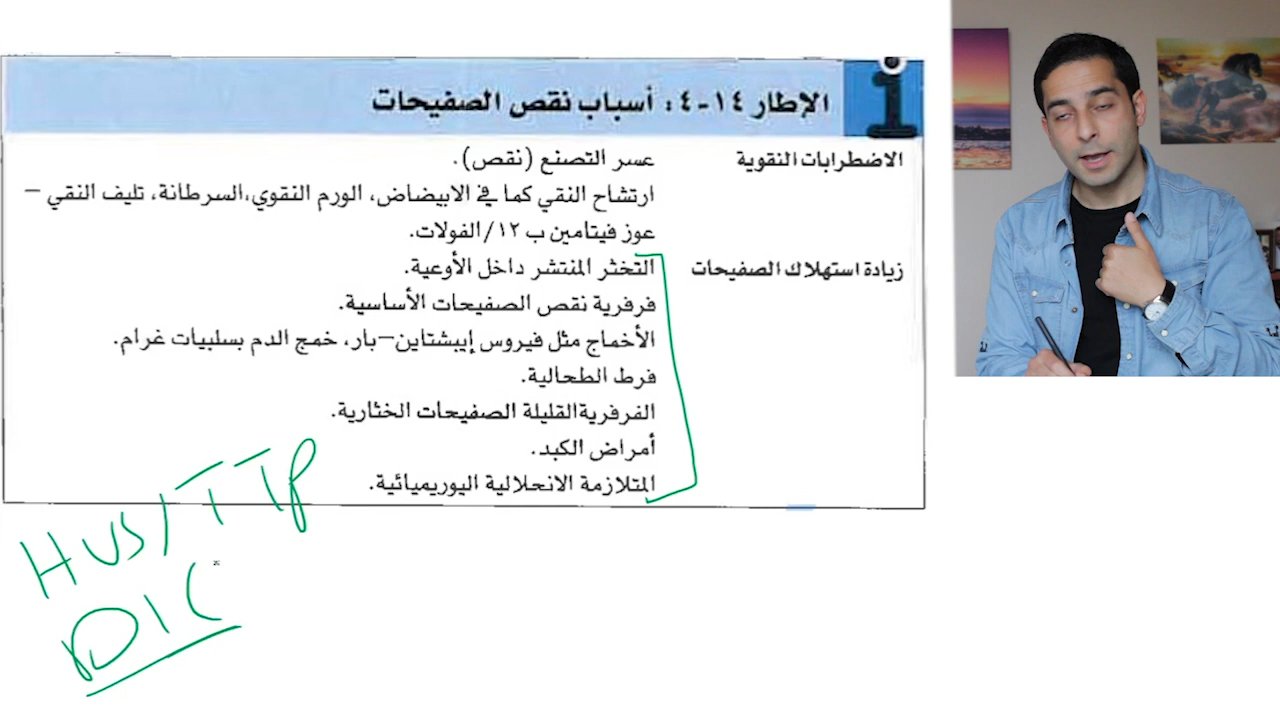 الإطار ١٤-٤: أسباب نقص الصفيحات
الاضطرابات النقوية
عسر التصنع (نقص).
ارتشاح النقي كما في الابيضاض، الورم النقوي،السرطانة، تليف النقي –
عوز فيتامين ب ١٢/الفولات.
زيادة استهلاك الصفيحات
التخثر المنتشر داخل الأوعية.
فرفرية نقص الصفيحات الأساسية.
الأخماج مثل فيروس إيبشتاين–بار، خمج الدم بسلبيات غرام.
فرط الطحالية.
الفرفريةالقليلة الصفيحات الخثارية.
أمراض الكبد.
المتلازمة الانحلالية اليوريميائية.
HUS/TTP
DIC